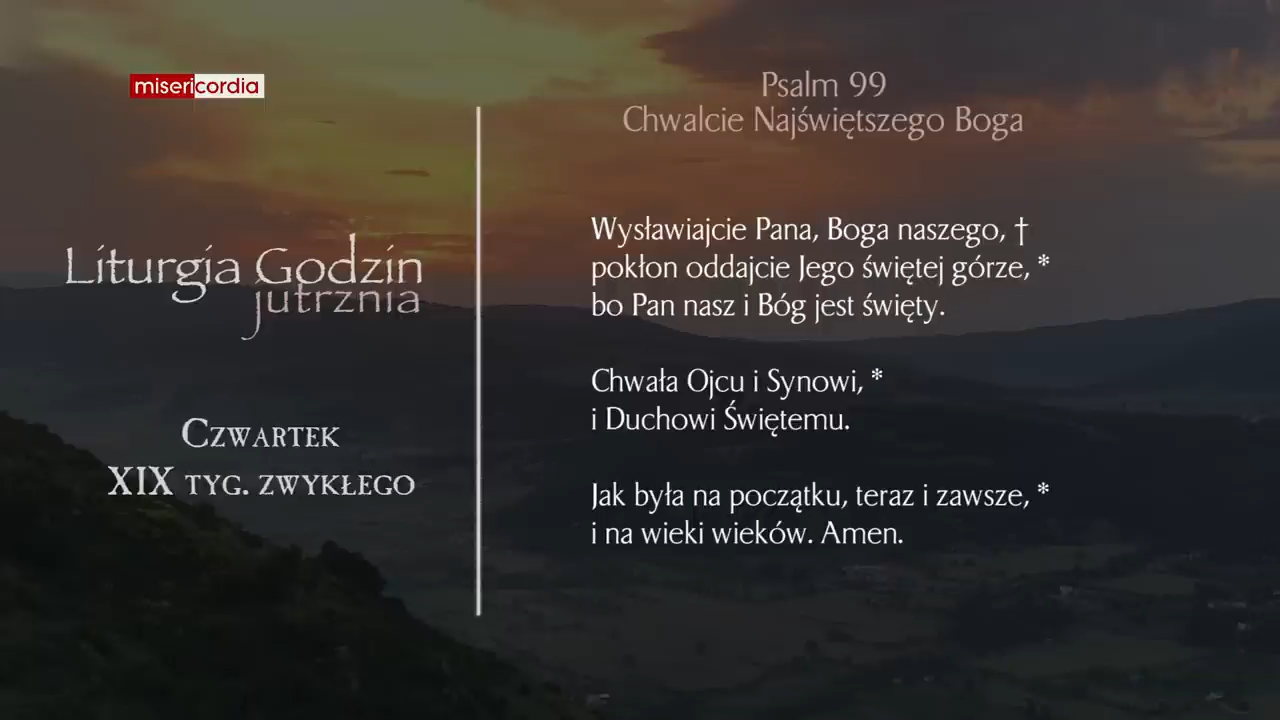 misericordia
Liturgia Godzin
jutrznia
Czwartek
XIX tyg. zwykłego
Psalm 99
Chwalcie Najświętszego Boga
Wysławiajcie Pana, Boga naszego, †
pokłon oddajcie Jego świętej górze, *
bo Pan nasz i Bóg jest święty.
Chwała Ojcu i Synowi, *
i Duchowi Świętemu.
Jak była na początku, teraz i zawsze, *
i na wieki wieków. Amen.